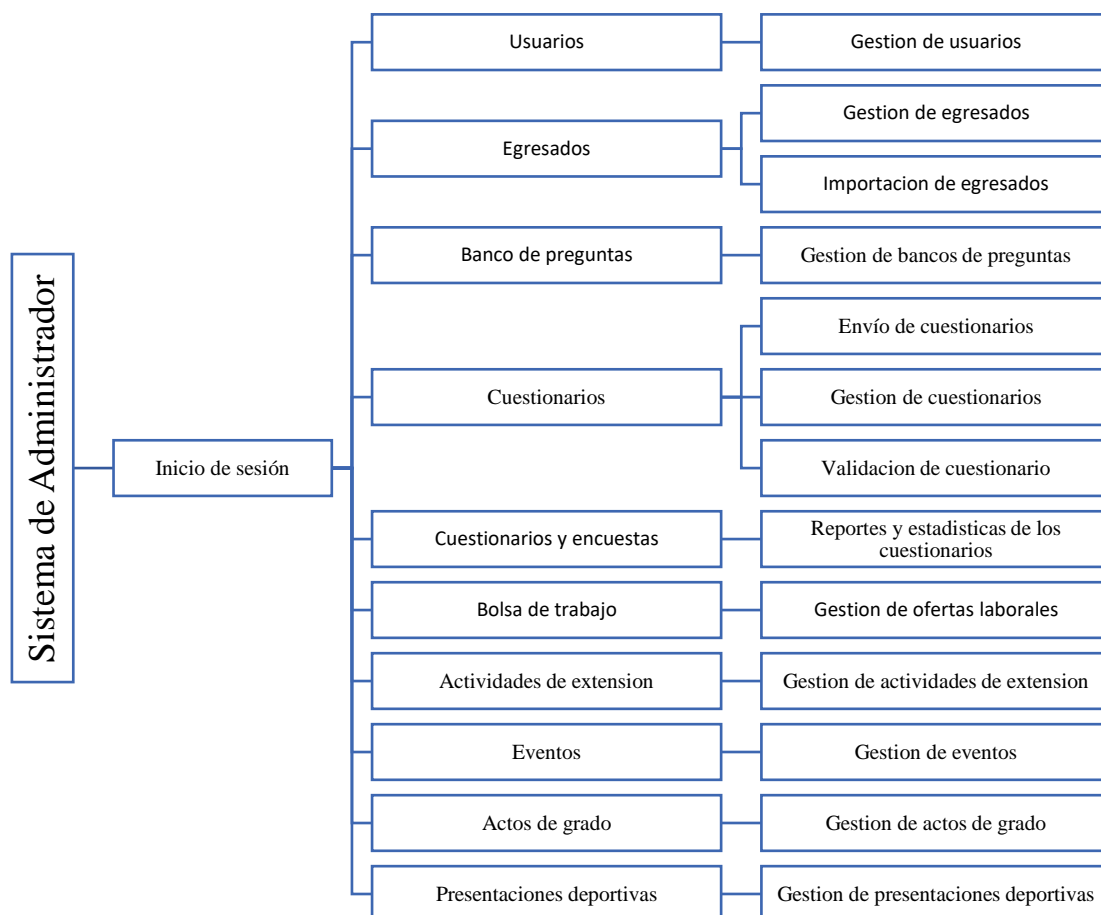 Sistema de Administrador
Inicio de sesión
Usuarios
Gestion de usuarios
Egresados
Gestion de egresados
Importacion de egresados
Banco de preguntas
Gestion de bancos de preguntas
Cuestionarios
Envío de cuestionarios
Gestion de cuestionarios
Validacion de cuestionario
Cuestionarios y encuestas
Reportes y estadisticas de los
cuestionarios
Bolsa de trabajo
Gestion de ofertas laborales
Actividades de extension
Gestion de actividades de extension
Eventos
Gestion de eventos
Actos de grado
Gestion de actos de grado
Presentaciones deportivas
Gestion de presentaciones deportivas